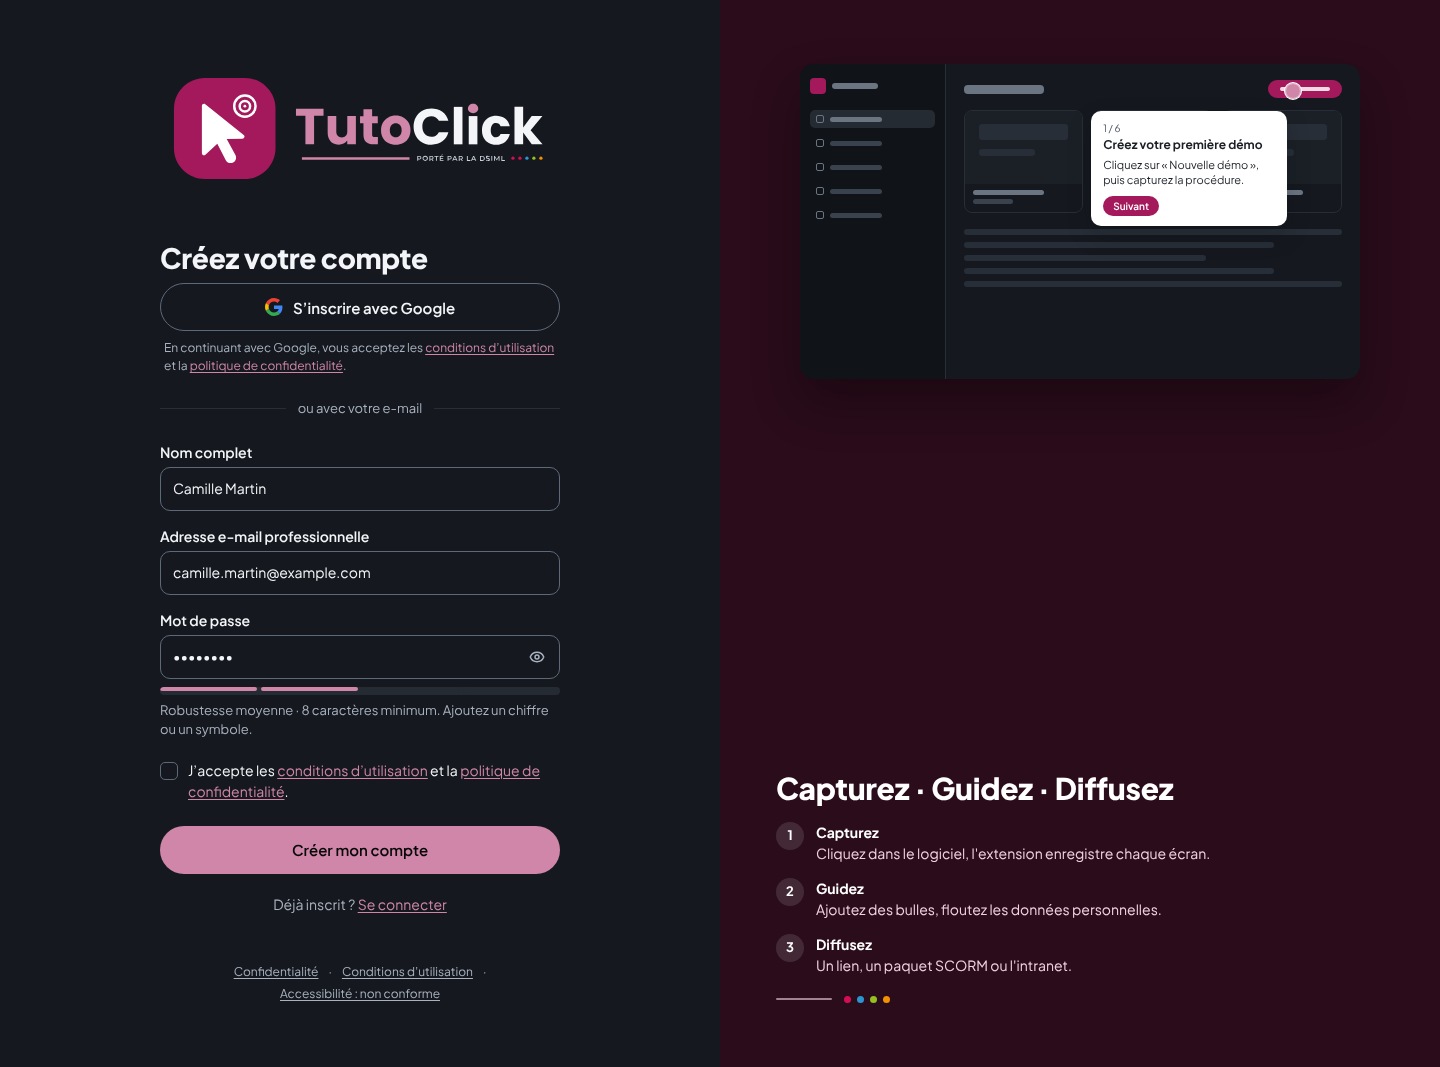 TutoClick
PORTÉ PAR LA DSIML
Créez votre compte
S’inscrire avec Google
En continuant avec Google, vous acceptez les conditions d’utilisation
et la politique de confidentialité.
ou avec votre e-mail
Nom complet
Camille Martin
Adresse e-mail professionnelle
camille.martin@example.com
Mot de passe
••••••••
Robustesse moyenne · 8 caractères minimum. Ajoutez un chiffre
ou un symbole.
J’accepte les conditions d’utilisation et la politique de
confidentialité.
Créer mon compte
Déjà inscrit ? Se connecter
Confidentialité · Conditions d’utilisation ·
Accessibilité : non conforme
1 / 6
Créez votre première démo
Cliquez sur « Nouvelle démo »,
puis capturez la procédure.
Suivant
Capturez · Guidez · Diffusez
1 Capturez
Cliquez dans le logiciel, l'extension enregistre chaque écran.
2 Guidez
Ajoutez des bulles, floutez les données personnelles.
3 Diffusez
Un lien, un paquet SCORM ou l'intranet.